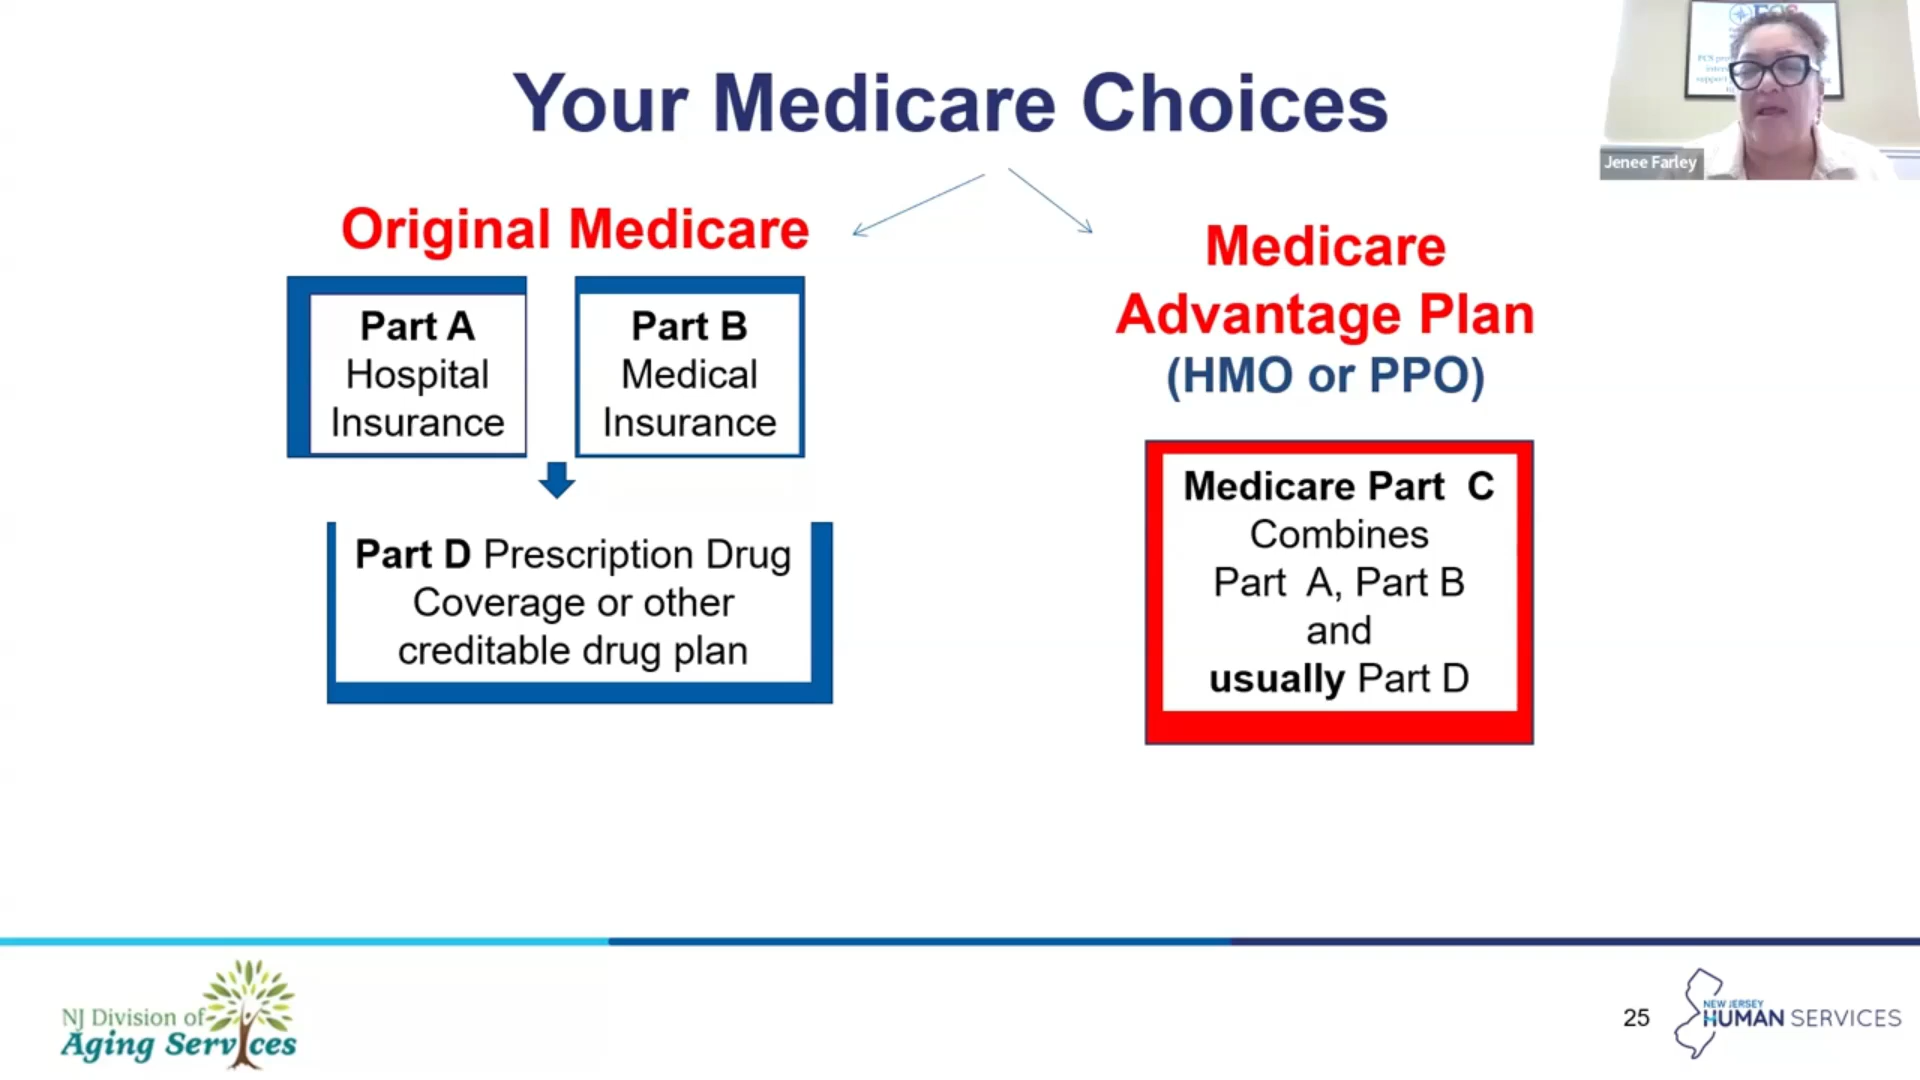 Your Medicare Choices
Jenee Farley
Original Medicare
Part A
Hospital
Insurance
Part B
Medical
Insurance
Part D Prescription Drug
Coverage or other
creditable drug plan
Medicare
Advantage Plan
(HMO or PPO)
Medicare Part C
Combines
Part A, Part B
and
usually Part D
NJ Division of
Aging Services
25
NEW JERSEY
HUMAN SERVICES